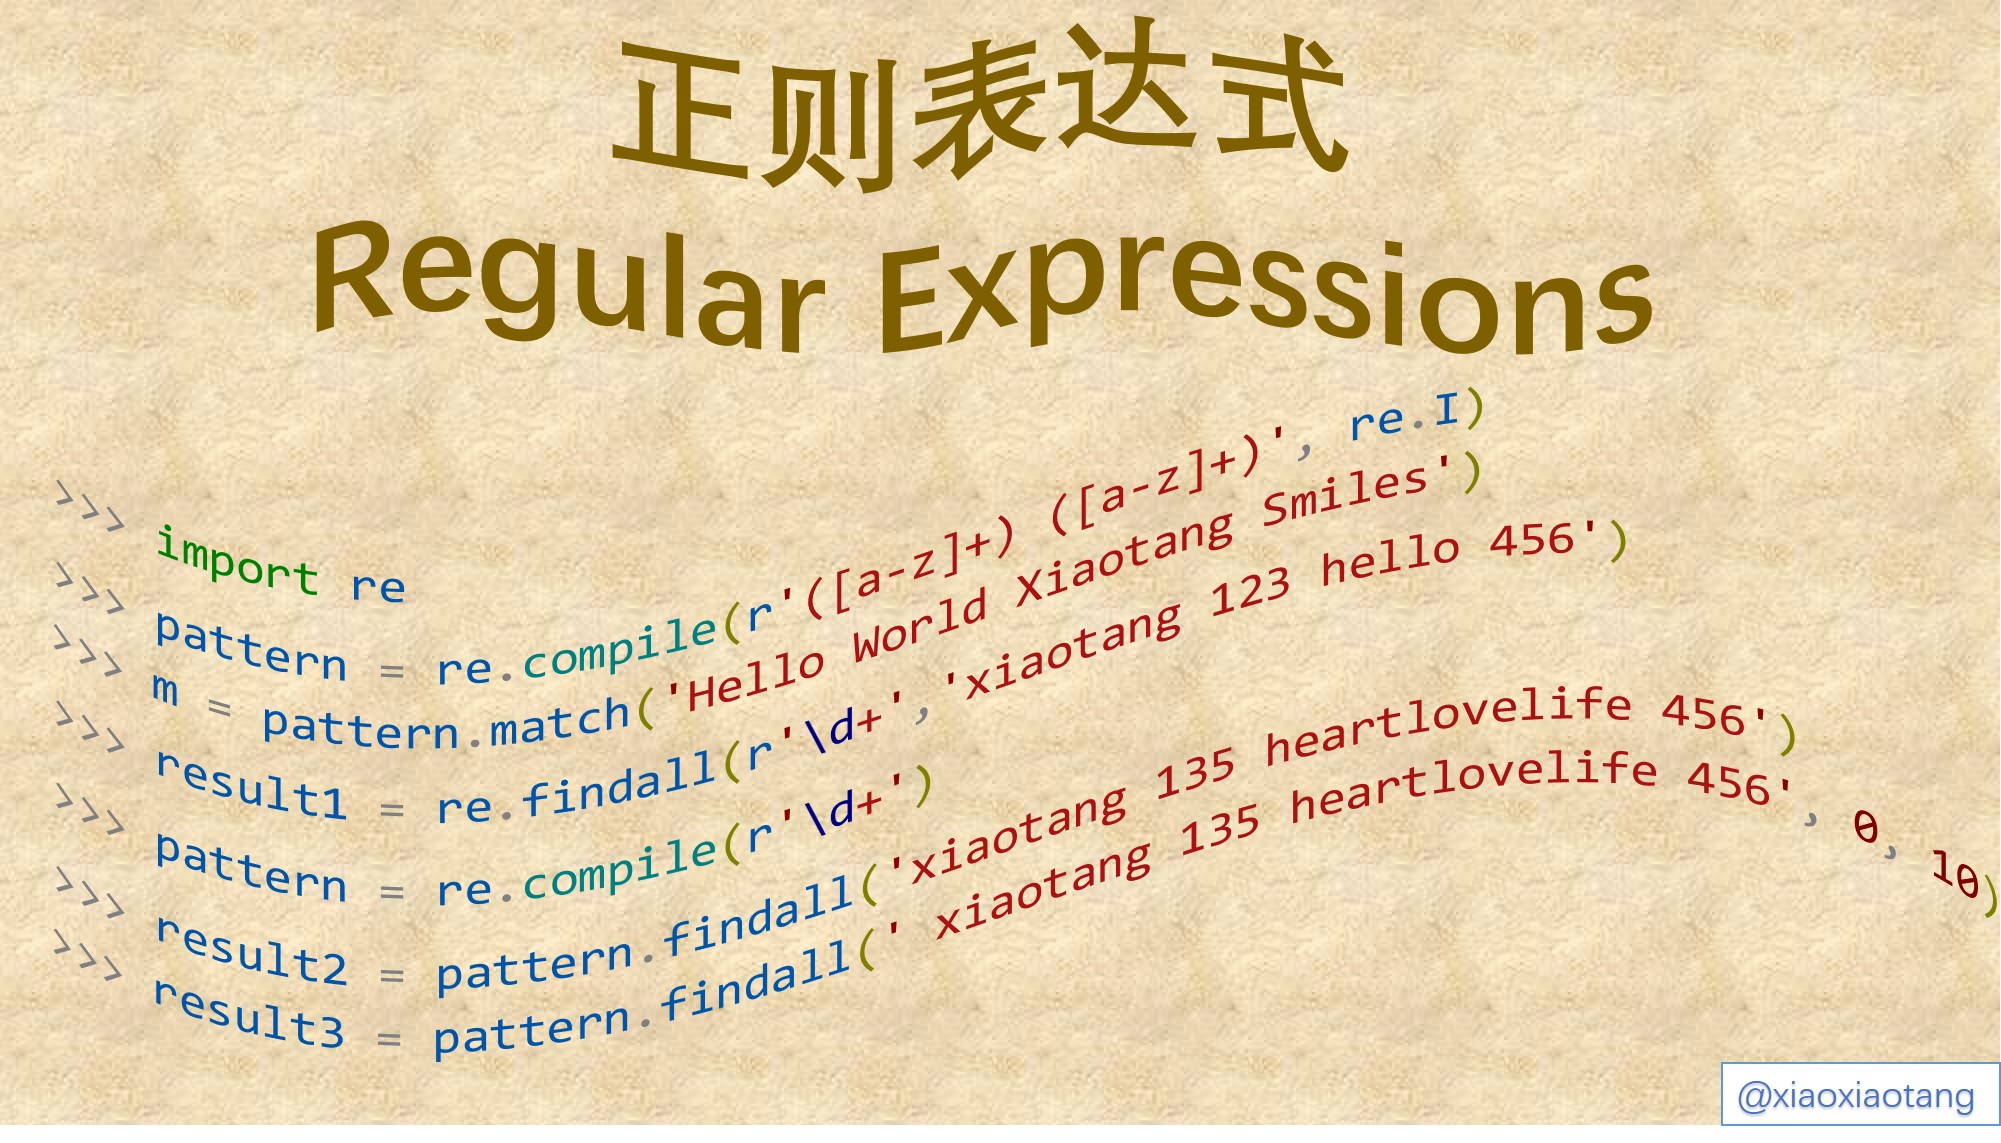 正则表达式
Regular Expressions
>>> import re
>>> pattern = re.compile(r'([a-z]+) ([a-z]+)', re.I)
>>> m = pattern.match('Hello World Xiaotang Smiles')
>>> result1 = re.findall(r'\d+','xiaotang 123 hello 456')
>>> pattern = re.compile(r'\d+')
>>> result2 = pattern.findall('xiaotang 135 heartlovelife 456')
>>> result3 = pattern.findall(' xiaotang 135 heartlovelife 456', 0, 10)
@xiaoxiaotang